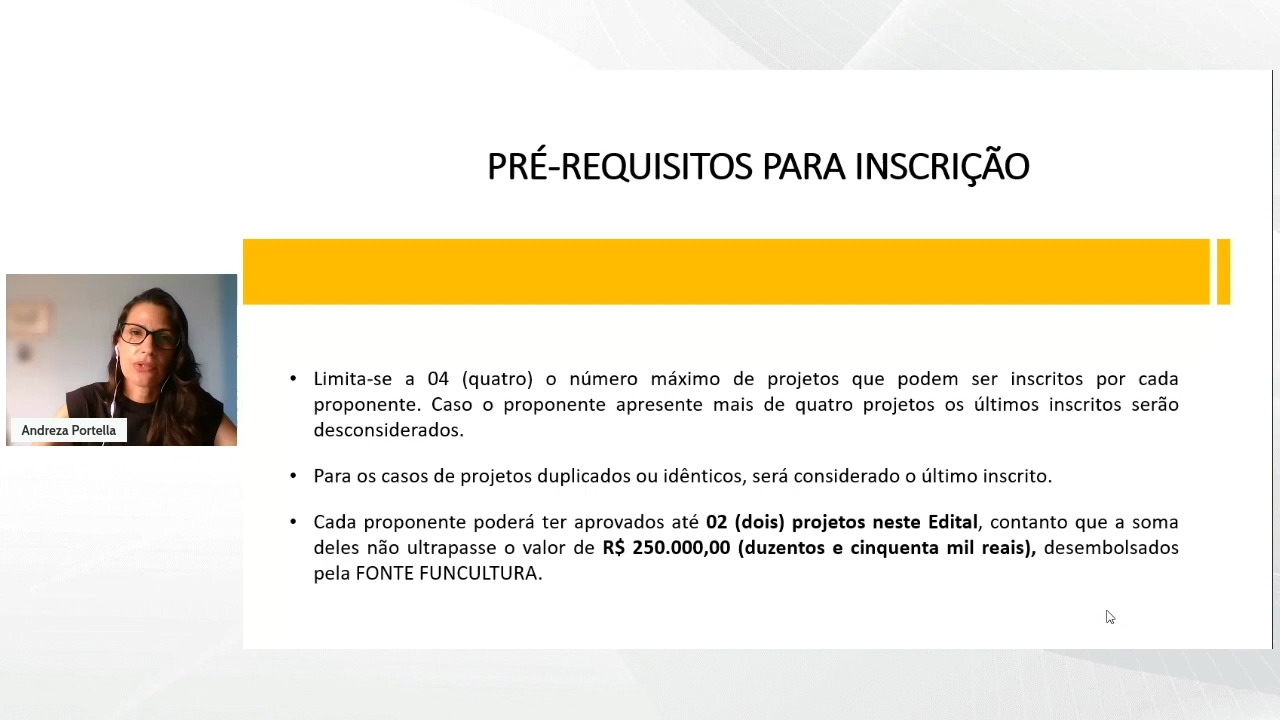 PRÉ-REQUISITOS PARA INSCRIÇÃO
Andreza Portella
• Limita-se a 04 (quatro) o número máximo de projetos que podem ser inscritos por cada
proponente. Caso o proponente apresente mais de quatro projetos os últimos inscritos serão
desconsiderados.
• Para os casos de projetos duplicados ou idênticos, será considerado o último inscrito.
• Cada proponente poderá ter aprovados até 02 (dois) projetos neste Edital, contanto que a soma
deles não ultrapasse o valor de R$ 250.000,00 (duzentos e cinquenta mil reais), desembolsados
pela FONTE FUNCULTURA.